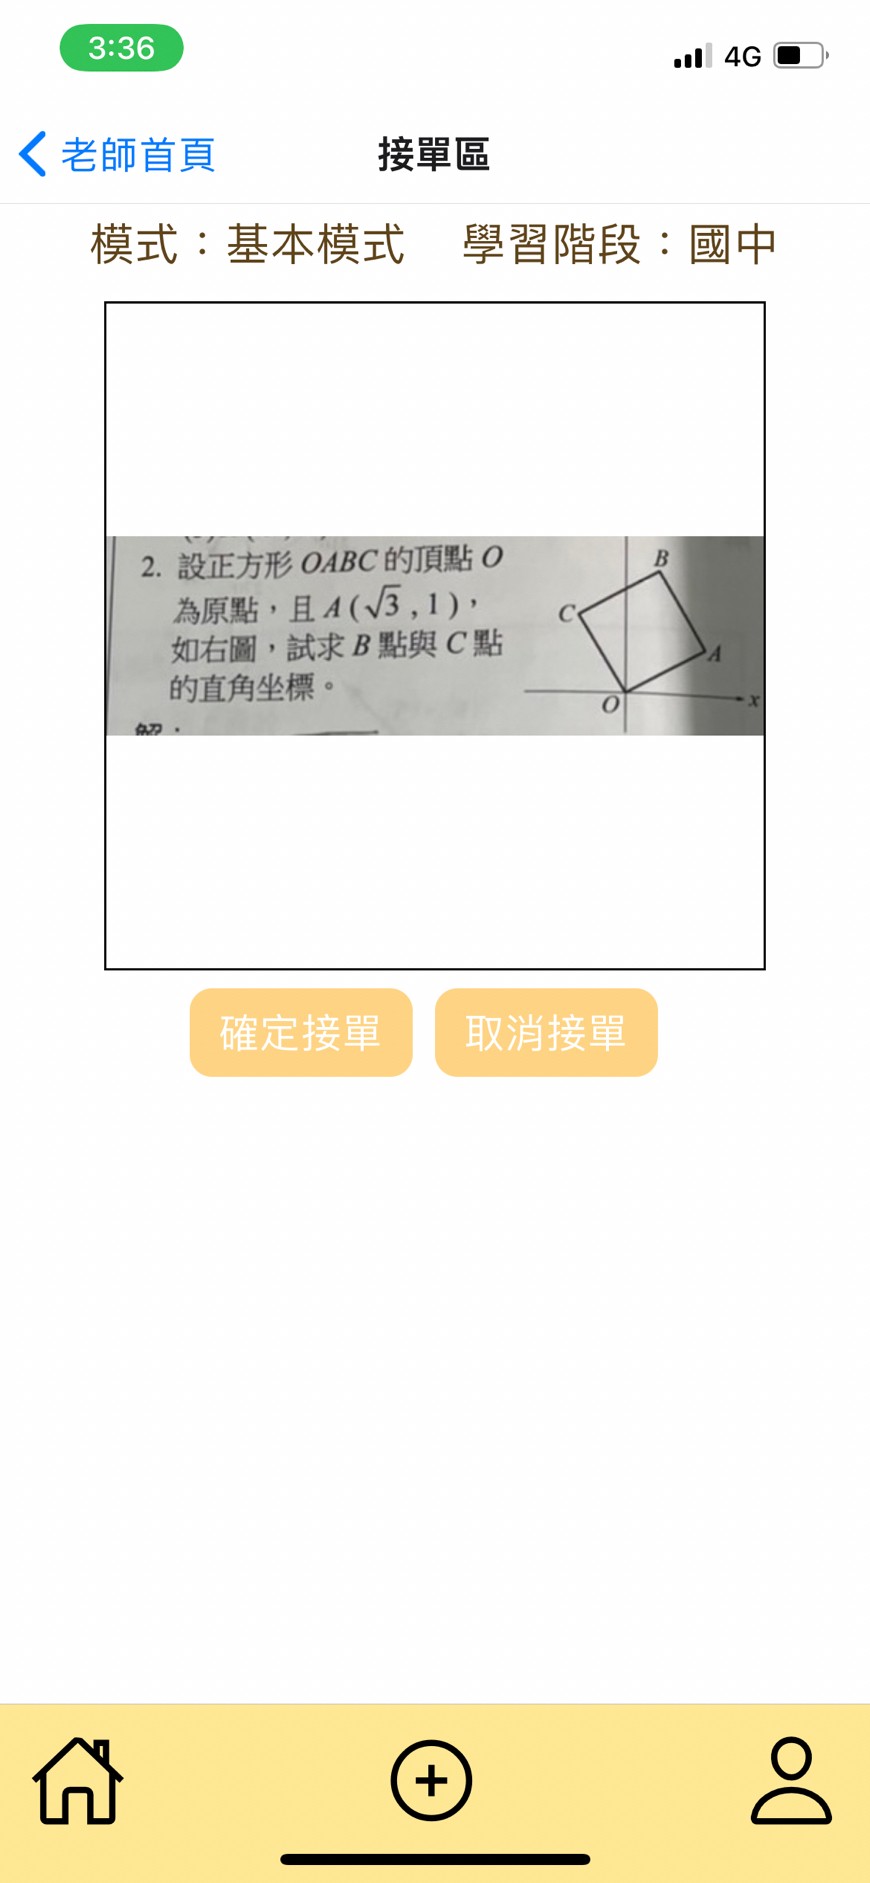 3:36
4G
老師首頁
接單區
模式：基本模式 學習階段：國中
2. 設正方形 OABC 的頂點 O
為原點，且 A(√3,1)，
如右圖，試求 B 點與 C 點
的直角坐標。
解：
B
C
A
O
x
確定接單
取消接單